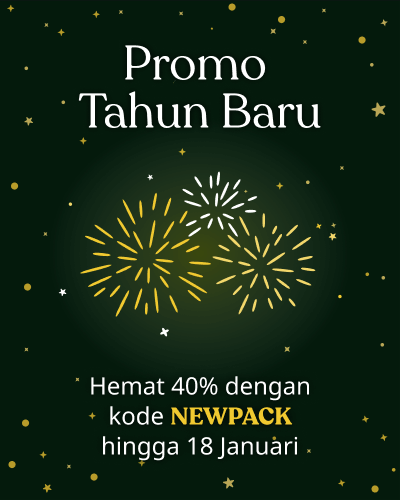 Promo
Tahun Baru
Hemat 40% dengan
kode NEWPACK
hingga 18 Januari